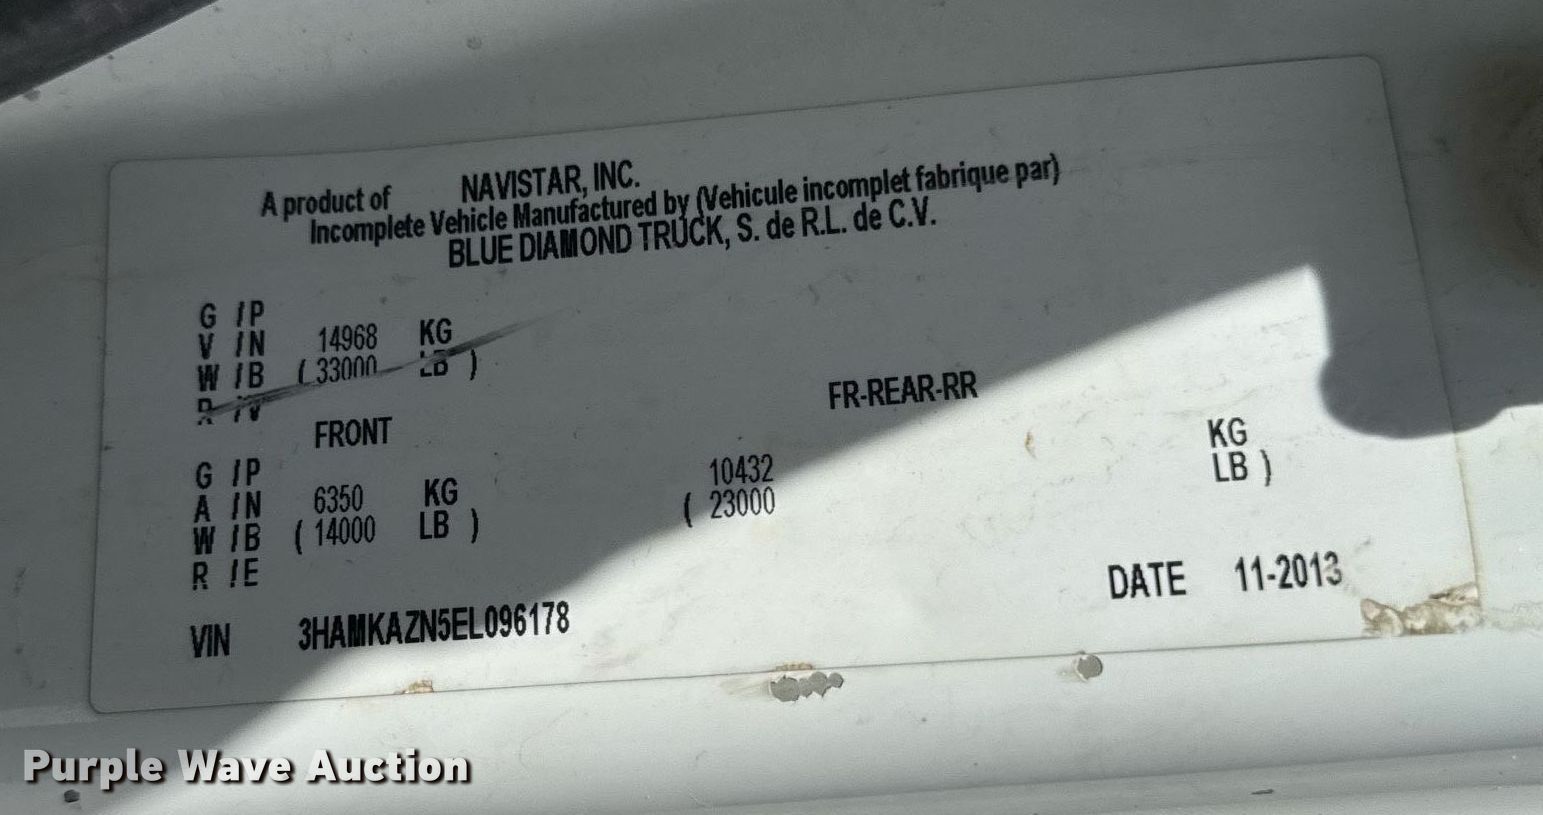 A product of NAVISTAR, INC.
Incomplete Vehicle Manufactured by (Vehicule incomplet fabrique par)
BLUE DIAMOND TRUCK, S. de R.L. de C.V.
G /P
V /N 14968 KG
W /B ( 33000 LB )
R /V
FRONT FR-REAR-RR
G /P
A /N 6350 KG 10432 KG
W /B ( 14000 LB ) ( 23000 LB )
R /E
VIN 3HAMKAZN5EL096178 DATE 11-2013
Purple Wave Auction